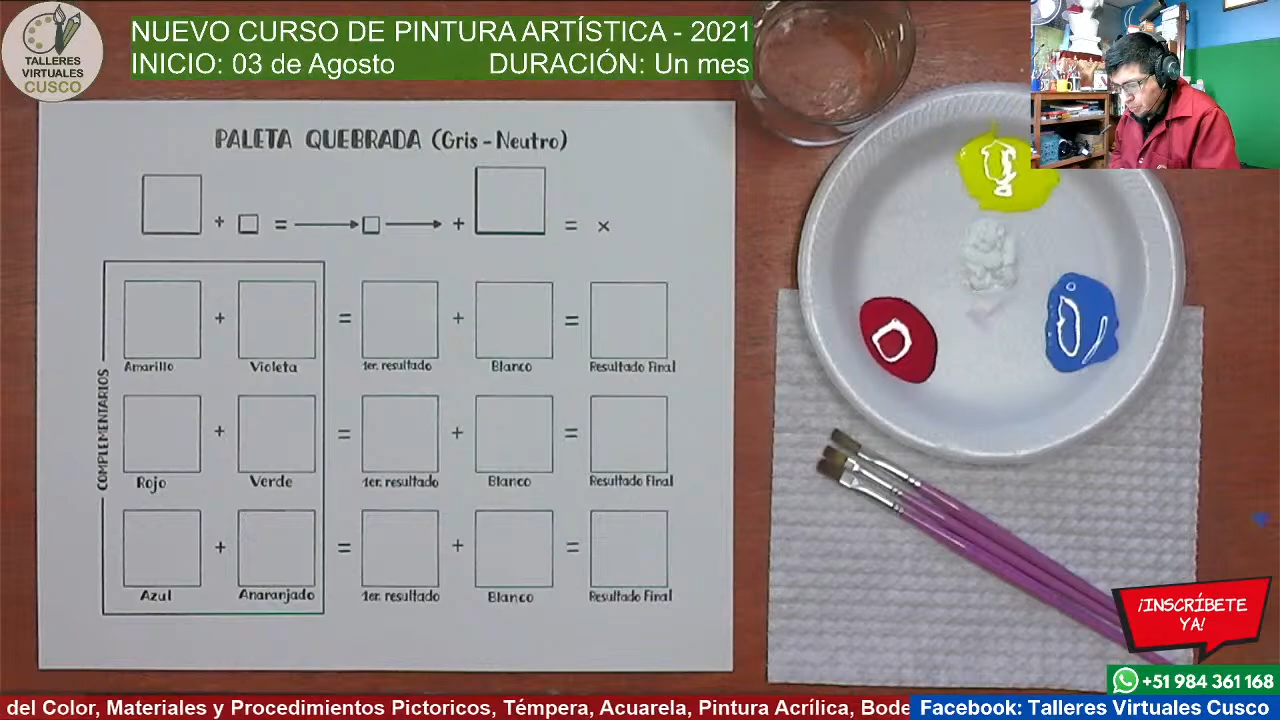 TALLERES
VIRTUALES
CUSCO
NUEVO CURSO DE PINTURA ARTÍSTICA - 2021
INICIO: 03 de Agosto DURACIÓN: Un mes
PALETA QUEBRADA (Gris - Neutro)
+ = + = x
COMPLEMENTARIOS
+ = + =
Amarillo Violeta 1er. resultado Blanco Resultado Final
+ = + =
Rojo Verde 1er. resultado Blanco Resultado Final
+ = + =
Azul Anaranjado 1er. resultado Blanco Resultado Final
¡INSCRÍBETE
YA!
+51 984 361 168
del Color, Materiales y Procedimientos Pictoricos, Témpera, Acuarela, Pintura Acrílica, Bode
Facebook: Talleres Virtuales Cusco